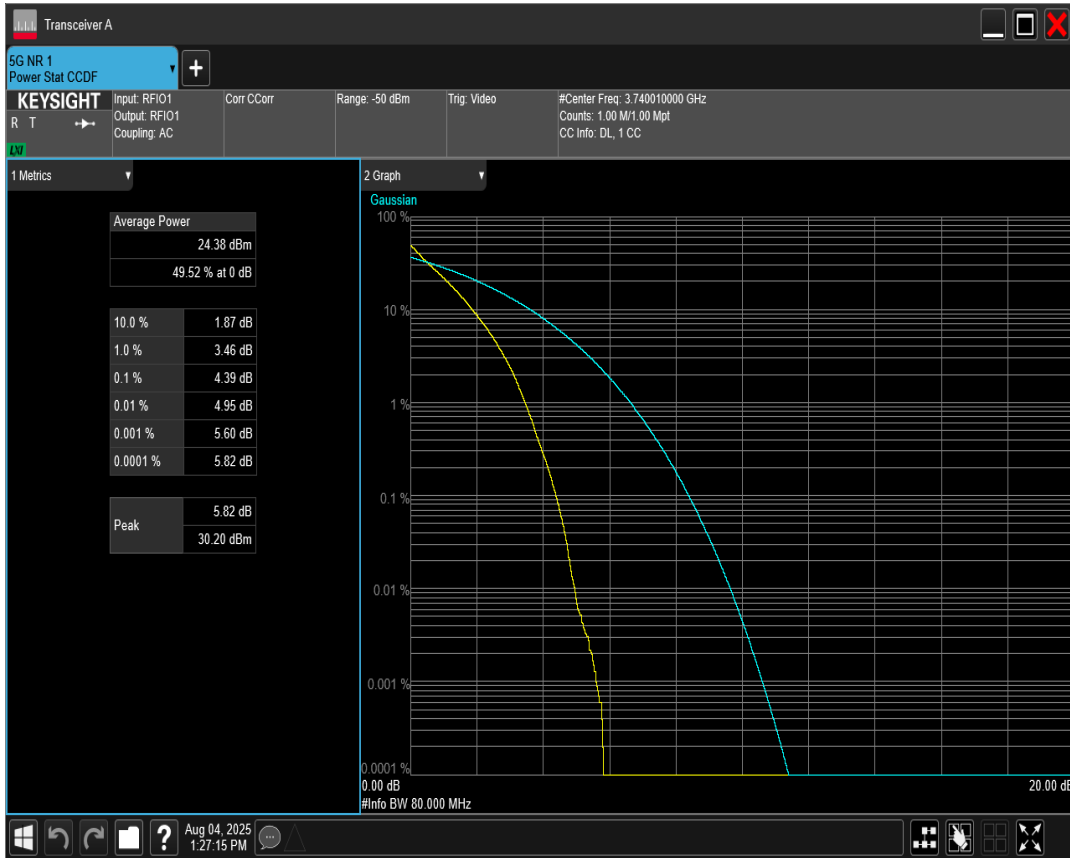 Transceiver A
5G NR 1
Power Stat CCDF
KEYSIGHT
R T
LXI
Input: RFIO1
Output: RFIO1
Coupling: AC
Corr CCorr
Range: -50 dBm
Trig: Video
#Center Freq: 3.740010000 GHz
Counts: 1.00 M/1.00 Mpt
CC Info: DL, 1 CC
1 Metrics
Average Power
24.38 dBm
49.52 % at 0 dB
10.0 % 1.87 dB
1.0 % 3.46 dB
0.1 % 4.39 dB
0.01 % 4.95 dB
0.001 % 5.60 dB
0.0001 % 5.82 dB
Peak
5.82 dB
30.20 dBm
2 Graph
Gaussian
100 %
10 %
1 %
0.1 %
0.01 %
0.001 %
0.0001 %
0.00 dB 20.00 dB
#Info BW 80.000 MHz
?
Aug 04, 2025
1:27:15 PM